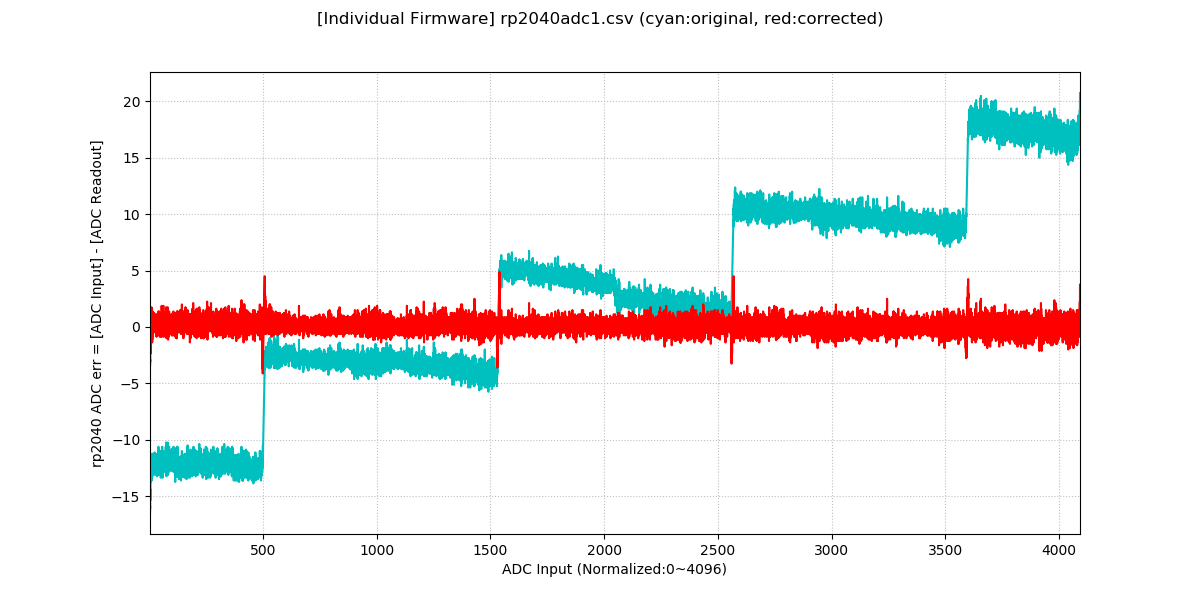 [Individual Firmware] rp2040adc1.csv (cyan:original, red:corrected)
rp2040 ADC err = [ADC Input] - [ADC Readout]
20
15
10
5
0
−5
−10
−15
500 1000 1500 2000 2500 3000 3500 4000
ADC Input (Normalized:0~4096)